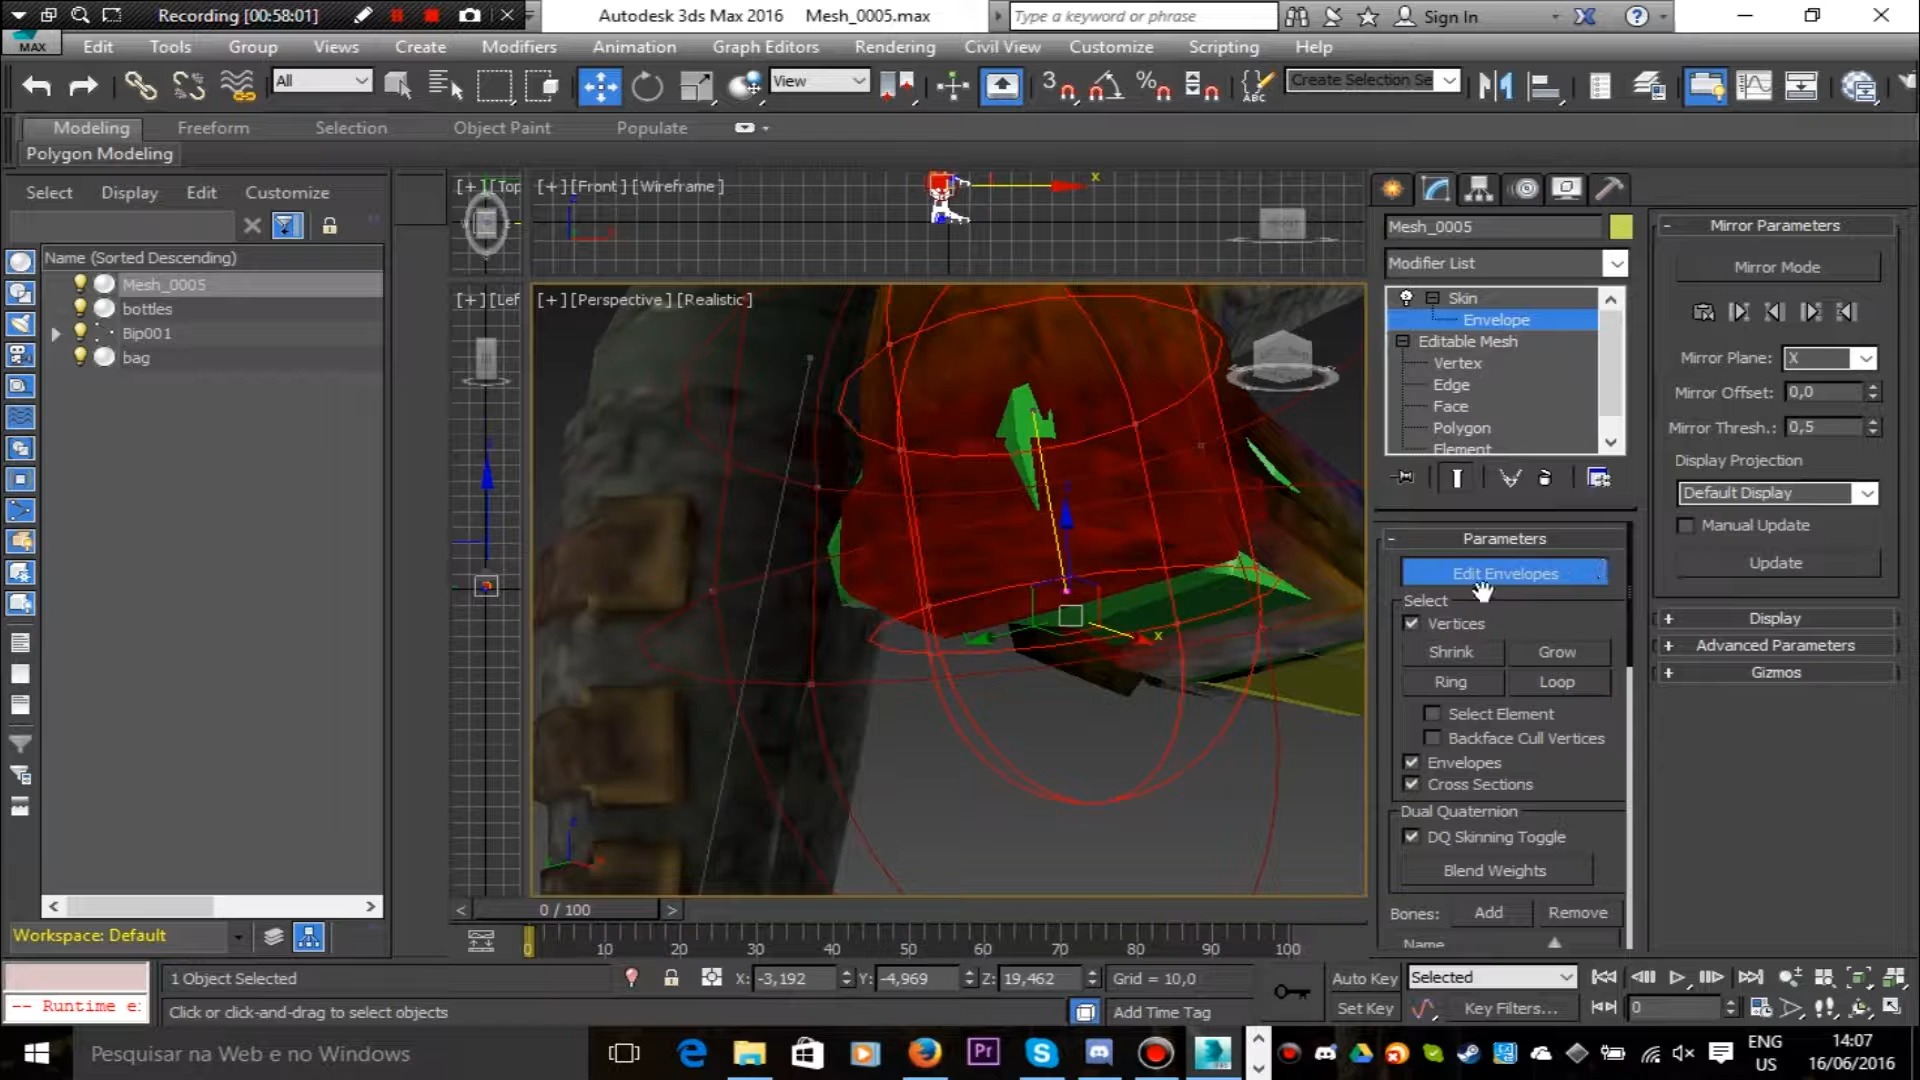 Recording [00:58:01]
Autodesk 3ds Max 2016 Mesh_0005.max
Type a keyword or phrase
Sign In
MAX
Edit Tools Group Views Create Modifiers Animation Graph Editors Rendering Civil View Customize Scripting Help
All
View
3
ABC
Create Selection Se
Modeling Freeform Selection Object Paint Populate
Polygon Modeling
Select Display Edit Customize
Name (Sorted Descending)
Mesh_0005
bottles
Bip001
bag
Workspace: Default
[+][Top
[+][Front][Wireframe]
x
[+][Lef
[+][Perspective][Realistic]
x
0 / 100
0 10 20 30 40 50 60 70 80 90 100
Mesh_0005
Modifier List
Skin
Envelope
Editable Mesh
Vertex
Edge
Face
Polygon
Element
Parameters
Edit Envelopes
Select
Vertices
Shrink Grow
Ring Loop
Select Element
Backface Cull Vertices
Envelopes
Cross Sections
Dual Quaternion
DQ Skinning Toggle
Blend Weights
Bones: Add Remove
Name
Mirror Parameters
Mirror Mode
Mirror Plane: X
Mirror Offset: 0,0
Mirror Thresh.: 0,5
Display Projection
Default Display
Manual Update
Update
Display
Advanced Parameters
Gizmos
1 Object Selected
X: -3,192 Y: -4,969 Z: 19,462 Grid = 10,0
Auto Key Selected
-- Runtime e:
Click or click-and-drag to select objects
Add Time Tag
Set Key Key Filters...
0
Pesquisar na Web e no Windows
Pr
ENG
US
14:07
16/06/2016